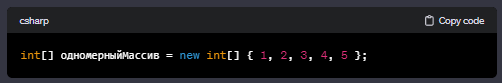 csharp
Copy code
int[] одномерныйМассив = new int[] { 1, 2, 3, 4, 5 };